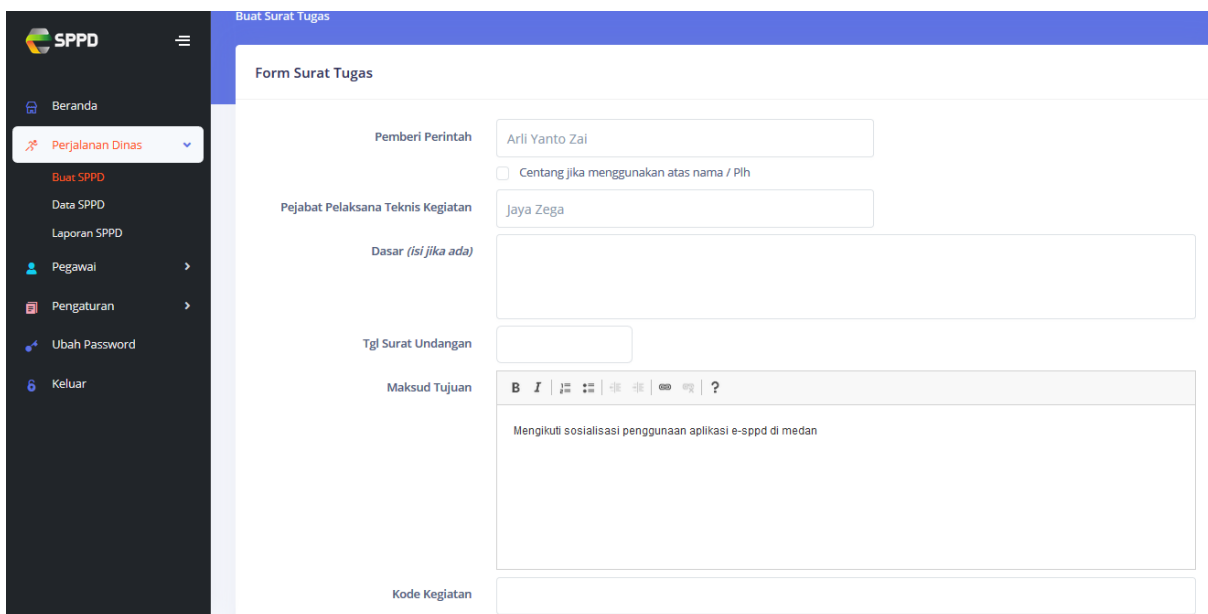 SPPD
Beranda
Perjalanan Dinas
Buat SPPD
Data SPPD
Laporan SPPD
Pegawai
Pengaturan
Ubah Password
Keluar
Buat Surat Tugas
Form Surat Tugas
Pemberi Perintah Arli Yanto Zai
Centang jika menggunakan atas nama / Plh
Pejabat Pelaksana Teknis Kegiatan Jaya Zega
Dasar (isi jika ada)
Tgl Surat Undangan
Maksud Tujuan B I ?
Mengikuti sosialisasi penggunaan aplikasi e-sppd di medan
Kode Kegiatan